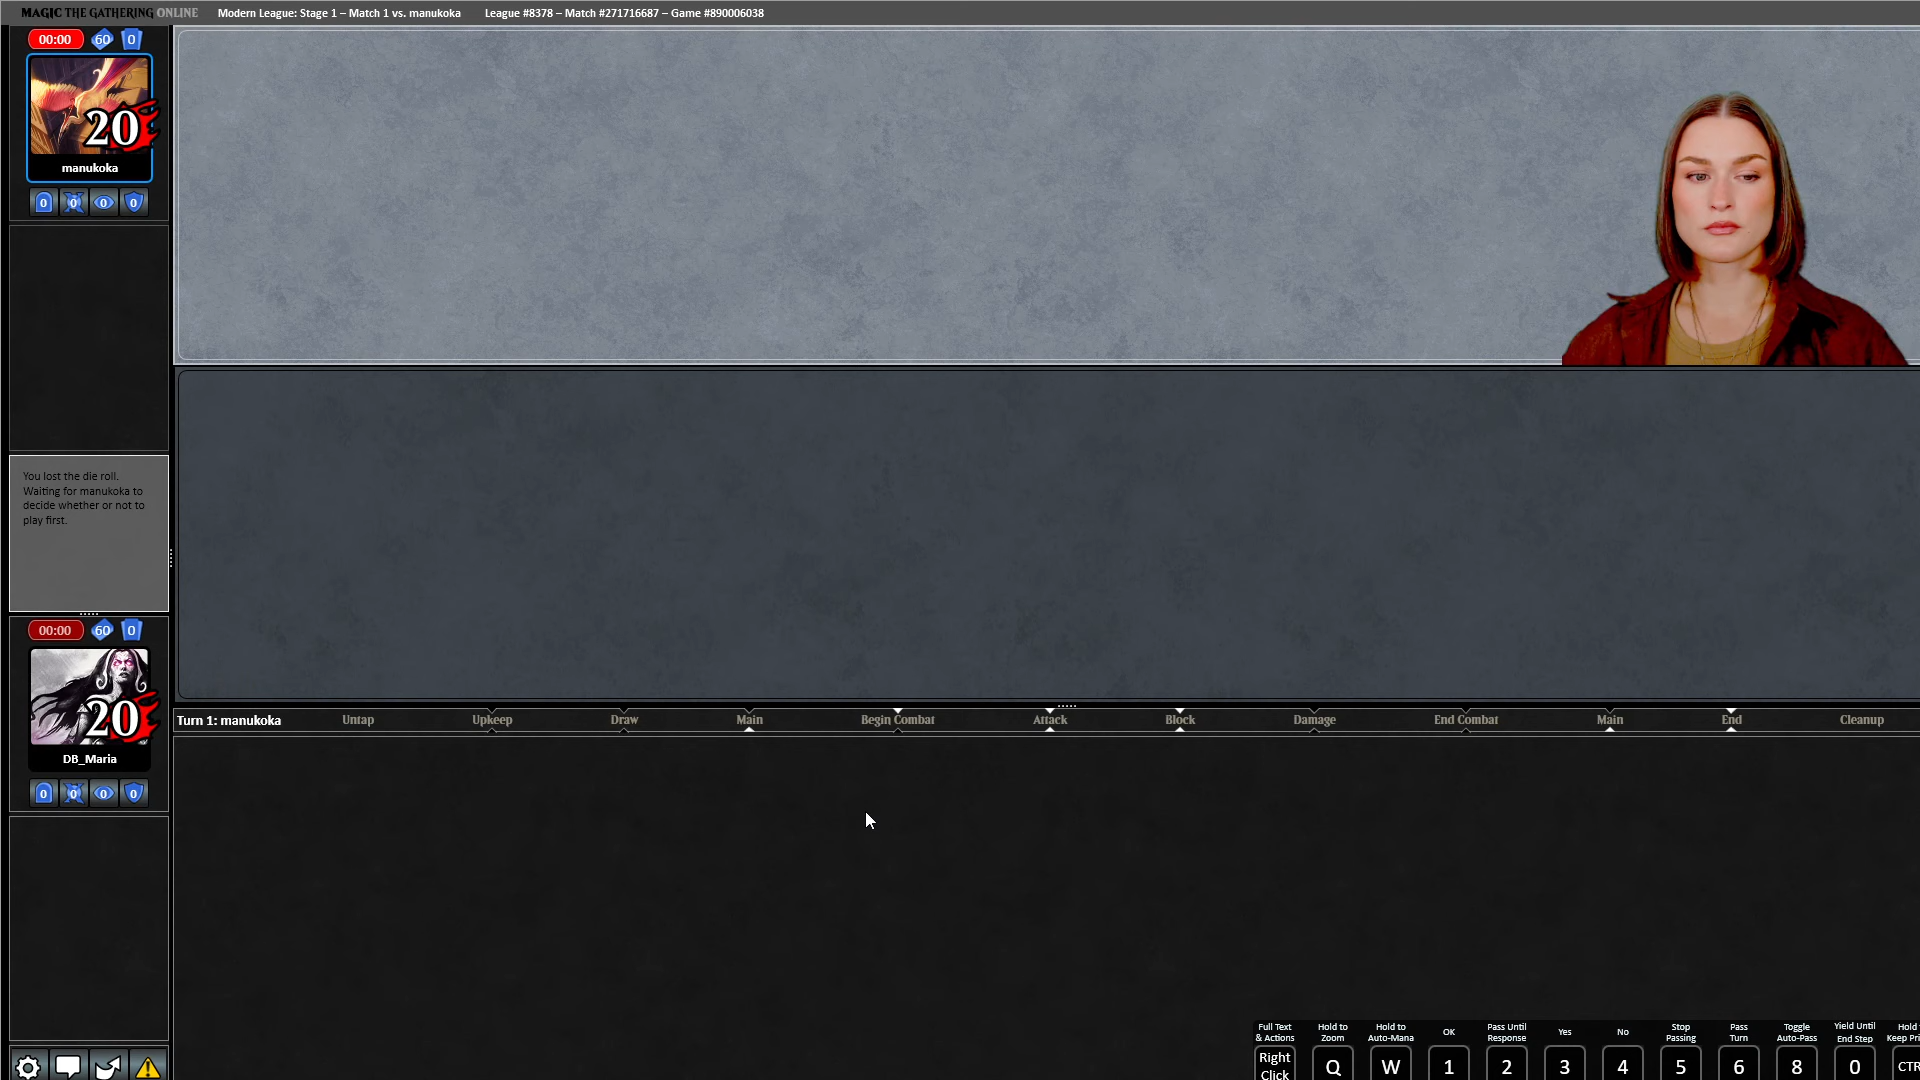 MAGIC THE GATHERING ONLINE Modern League: Stage 1 – Match 1 vs. manukoka League #8378 – Match #271716687 – Game #890006038
00:00 60 0
20
manukoka
0 0 0 0
You lost the die roll.
Waiting for manukoka to
decide whether or not to
play first.
00:00 60 0
20
DB_Maria
0 0 0 0
Turn 1: manukoka Untap Upkeep Draw Main Begin Combat Attack Block Damage End Combat Main End Cleanup
Full Text & Actions
Right Click
Hold to Zoom
Q
Hold to Auto-Mana
W
OK
1
Pass Until Response
2
Yes
3
No
4
Stop Passing
5
Pass Turn
6
Toggle Auto-Pass
8
Yield Until End Step
0
Hold
Keep